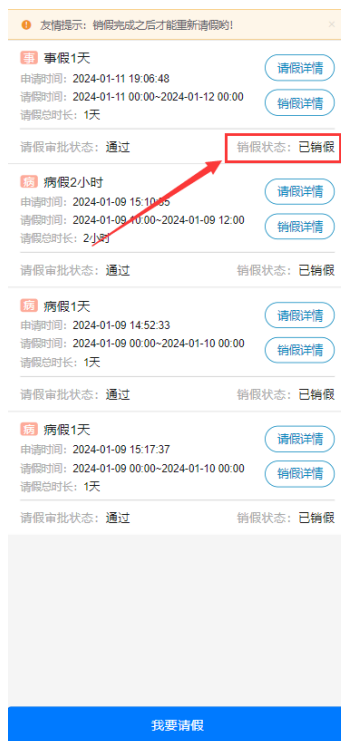 友情提示：销假完成之后才能重新请假哟!
事 事假1天
请假详情
申请时间：2024-01-11 19:06:48
请假时间：2024-01-11 00:00~2024-01-12 00:00
销假详情
请假总时长：1天
请假审批状态：通过 销假状态：已销假
病 病假2小时
请假详情
申请时间：2024-01-09 15:10:35
请假时间：2024-01-09 10:00~2024-01-09 12:00
销假详情
请假总时长：2小时
请假审批状态：通过 销假状态：已销假
病 病假1天
请假详情
申请时间：2024-01-09 14:52:33
请假时间：2024-01-09 00:00~2024-01-10 00:00
销假详情
请假总时长：1天
请假审批状态：通过 销假状态：已销假
病 病假1天
请假详情
申请时间：2024-01-09 15:17:37
请假时间：2024-01-09 00:00~2024-01-10 00:00
销假详情
请假总时长：1天
请假审批状态：通过 销假状态：已销假
我要请假